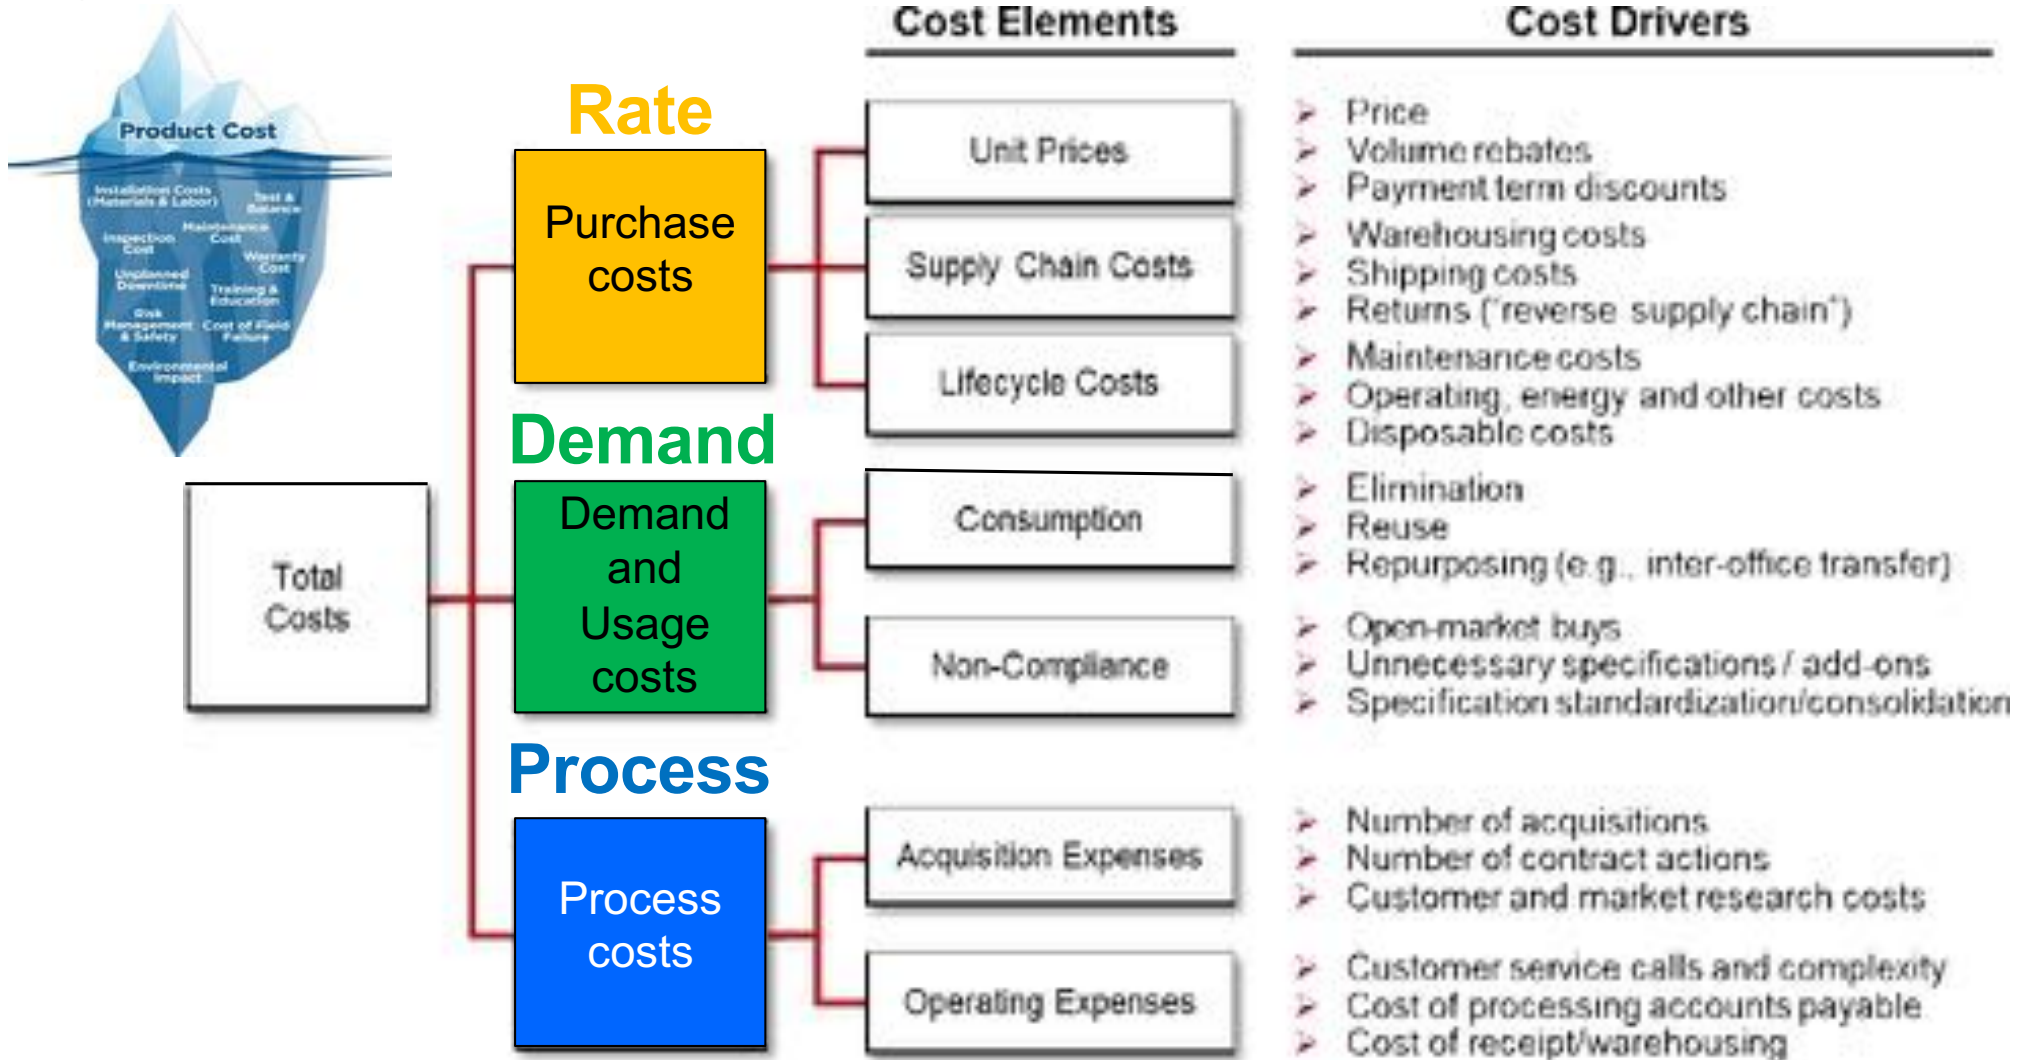 Cost Elements
Cost Drivers
Product Cost
Installation Costs
(Materials & Labor)
Test &
Balance
Maintenance
Cost
Inspection
Cost
Warranty
Cost
Unplanned
Downtime
Training &
Education
Risk
Management
& Safety
Cost of Field
Failure
Environmental
Impact
Total
Costs
Rate
Purchase
costs
Unit Prices
➢ Price
➢ Volume rebates
➢ Payment term discounts
Supply Chain Costs
➢ Warehousing costs
➢ Shipping costs
➢ Returns ("reverse supply chain")
Lifecycle Costs
➢ Maintenance costs
➢ Operating, energy and other costs
➢ Disposable costs
Demand
Demand
and
Usage
costs
Consumption
➢ Elimination
➢ Reuse
➢ Repurposing (e.g., inter-office transfer)
Non-Compliance
➢ Open-market buys
➢ Unnecessary specifications / add-ons
➢ Specification standardization/consolidation
Process
Process
costs
Acquisition Expenses
➢ Number of acquisitions
➢ Number of contract actions
➢ Customer and market research costs
Operating Expenses
➢ Customer service calls and complexity
➢ Cost of processing accounts payable
➢ Cost of receipt/warehousing